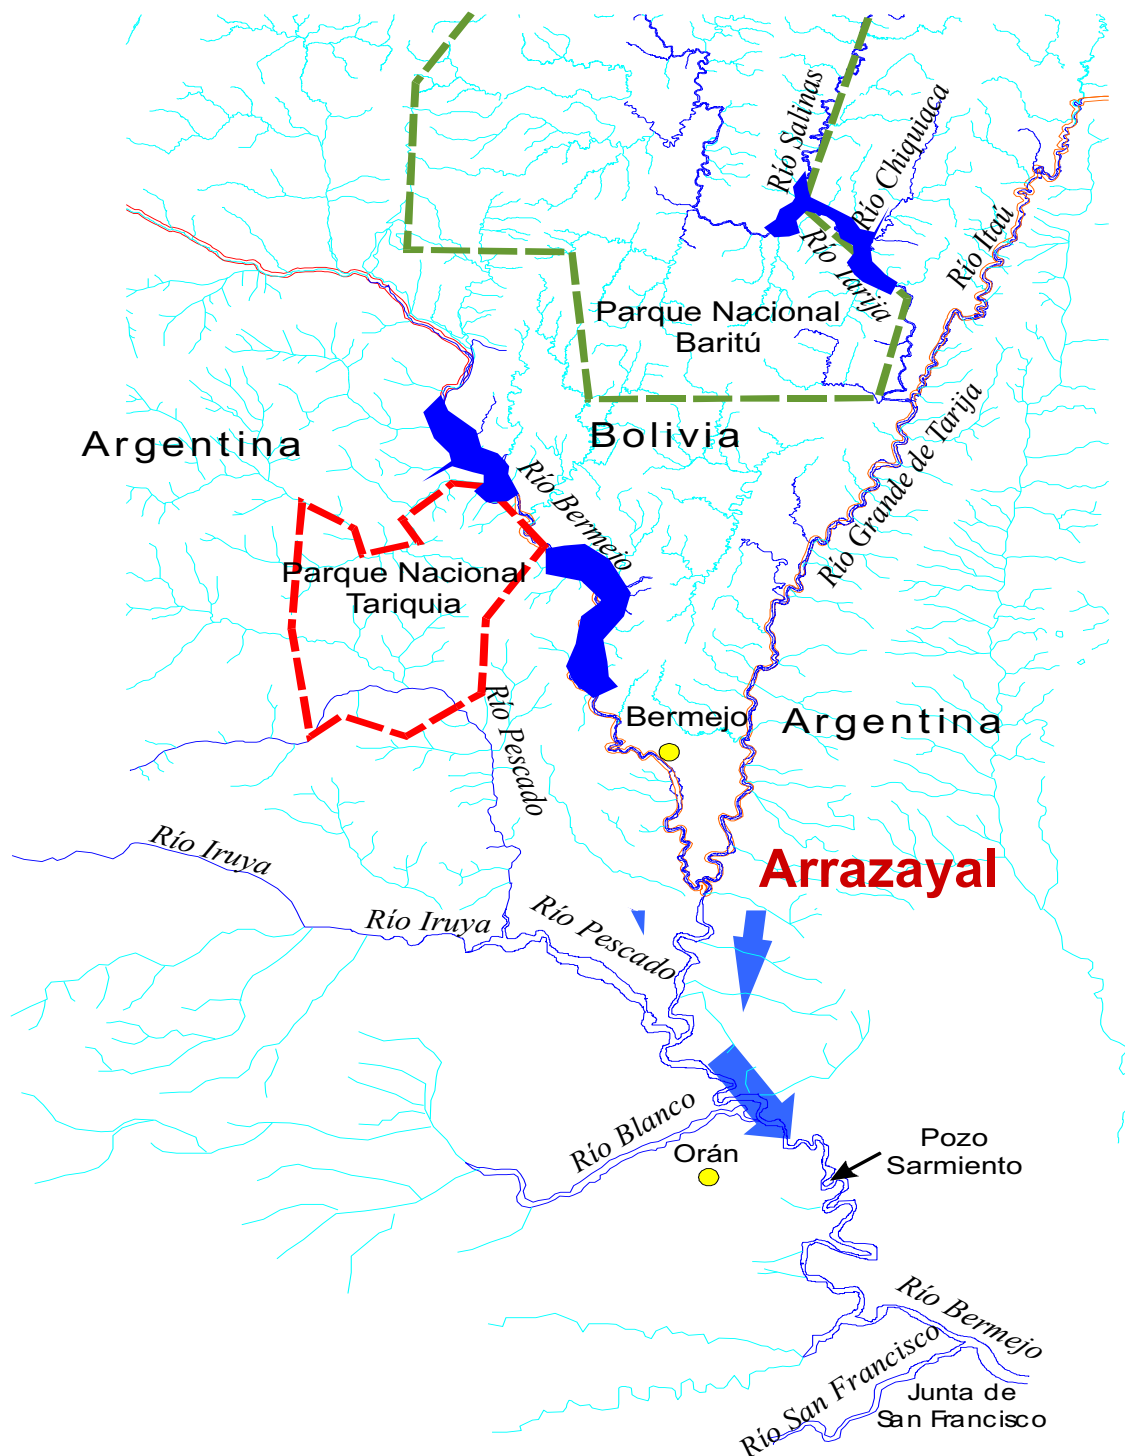 Río Salinas
Río Chiquiaca
Río Itaú
Río Tarija
Parque Nacional
Baritú
Argentina
Bolivia
Río Grande de Tarija
Río Bermejo
Parque Nacional
Tariquia
Río Pescado
Bermejo
Argentina
Río Iruya
Arrazayal
Río Iruya
Río Pescado
Río Blanco
Orán
Pozo
Sarmiento
Río Bermejo
Río San Francisco
Junta de
San Francisco